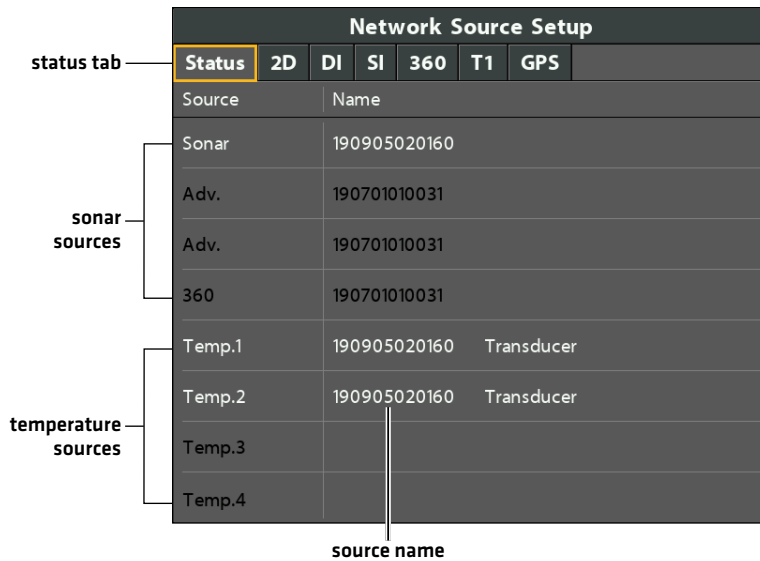 Network Source Setup
status tab
Status 2D DI SI 360 T1 GPS
Source Name
Sonar 190905020160
Adv. 190701010031
sonar
sources
Adv. 190701010031
360 190701010031
Temp.1 190905020160 Transducer
Temp.2 190905020160 Transducer
temperature
sources
Temp.3
Temp.4
source name